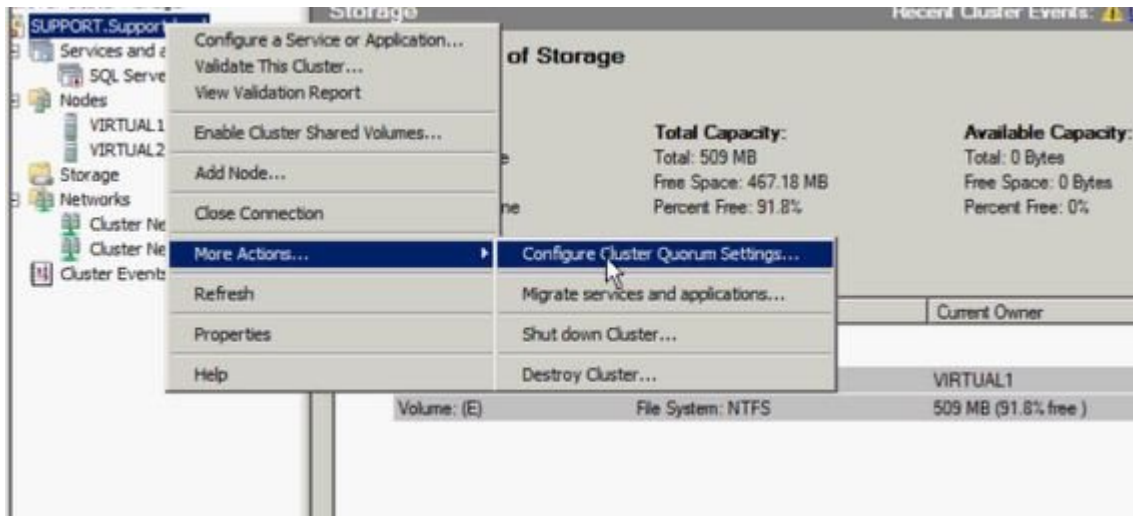 Storage
Recent Cluster Events:
SUPPORT.Support
Services and a
SQL Serve
Nodes
VIRTUAL1
VIRTUAL2
Storage
Networks
Cluster Ne
Cluster Ne
Cluster Events
Configure a Service or Application...
Validate This Cluster...
View Validation Report
Enable Cluster Shared Volumes...
Add Node...
Close Connection
More Actions...
Refresh
Properties
Help
Configure Cluster Quorum Settings...
Migrate services and applications...
Shut down Cluster...
Destroy Cluster...
of Storage
Total Capacity:
Available Capacity:
e
Total: 509 MB
Total: 0 Bytes
Free Space: 467.18 MB
Free Space: 0 Bytes
ne
Percent Free: 91.8%
Percent Free: 0%
Current Owner
VIRTUAL1
Volume: (E)
File System: NTFS
509 MB (91.8% free )